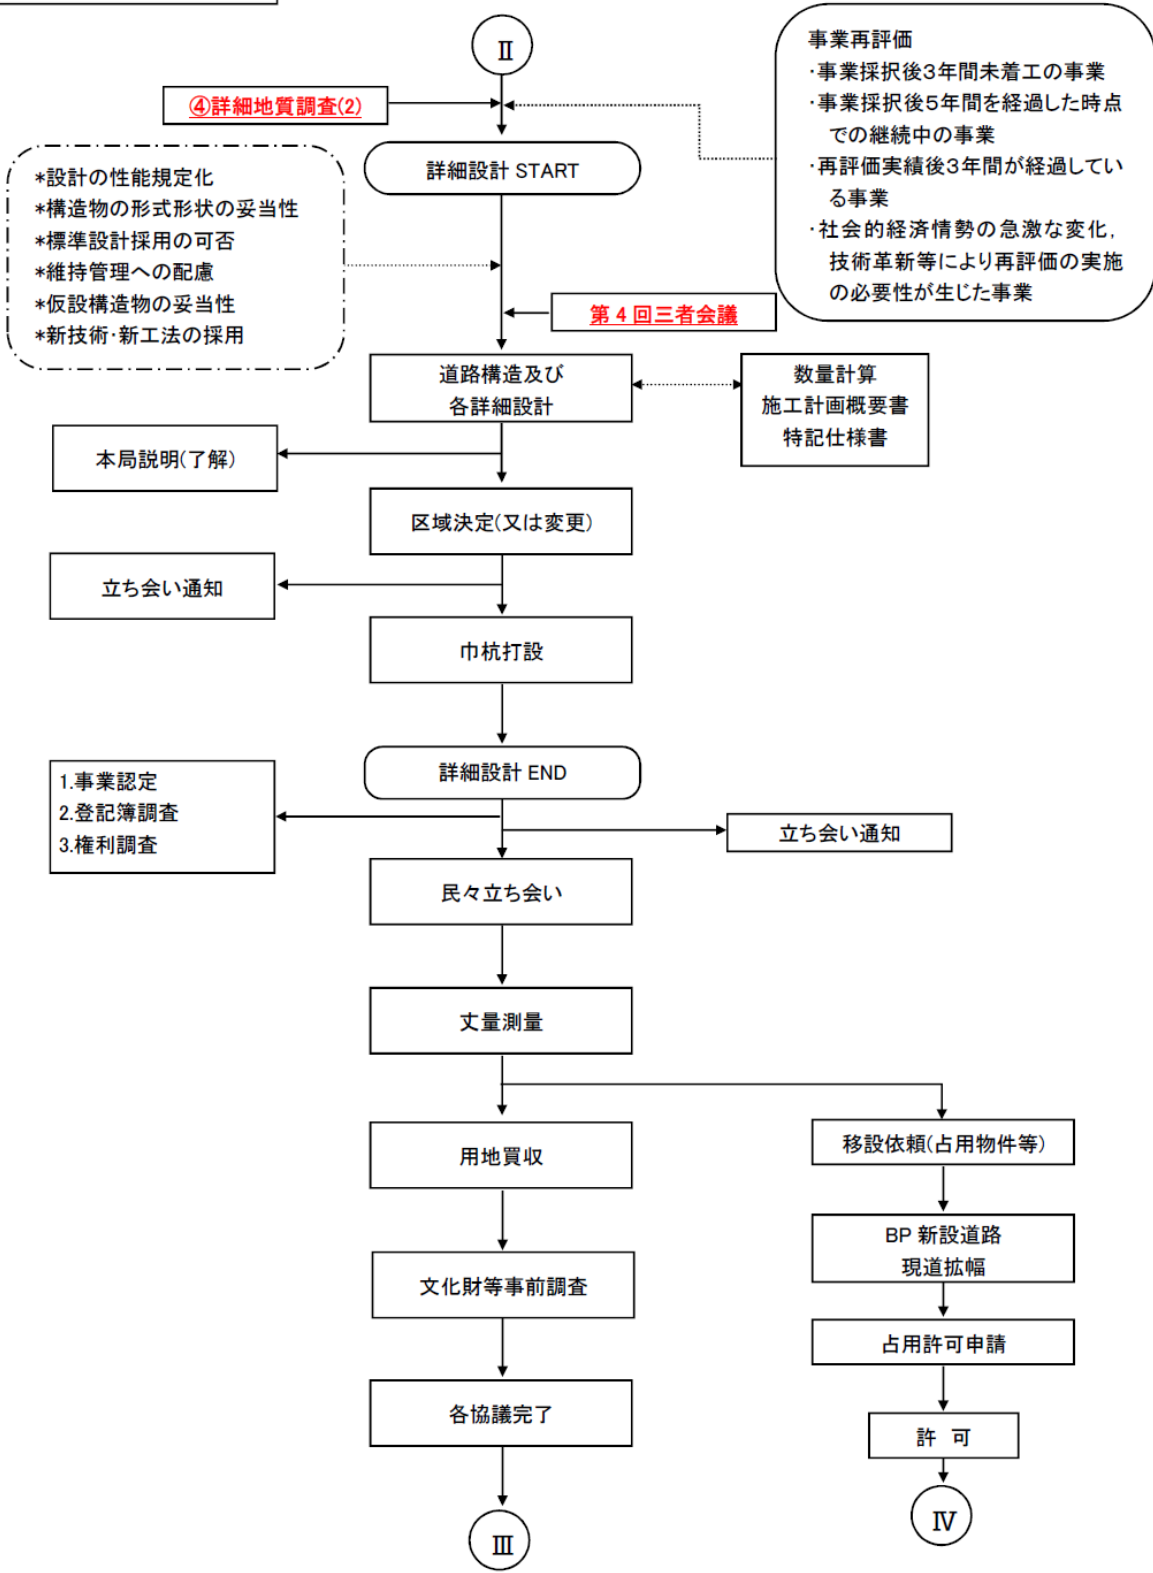 Ⅱ
事業再評価
・事業採択後3年間未着工の事業
・事業採択後5年間を経過した時点
での継続中の事業
・再評価実績後3年間が経過してい
る事業
・社会的経済情勢の急激な変化,
技術革新等により再評価の実施
の必要性が生じた事業
④詳細地質調査(2)
詳細設計 START
*設計の性能規定化
*構造物の形式形状の妥当性
*標準設計採用の可否
*維持管理への配慮
*仮設構造物の妥当性
*新技術・新工法の採用
第4回三者会議
道路構造及び
各詳細設計
数量計算
施工計画概要書
特記仕様書
本局説明(了解)
区域決定(又は変更)
立ち会い通知
巾杭打設
詳細設計 END
1.事業認定
2.登記簿調査
3.権利調査
立ち会い通知
民々立ち会い
丈量測量
用地買収
移設依頼(占用物件等)
BP 新設道路
現道拡幅
文化財等事前調査
占用許可申請
各協議完了
許 可
Ⅲ
Ⅳ